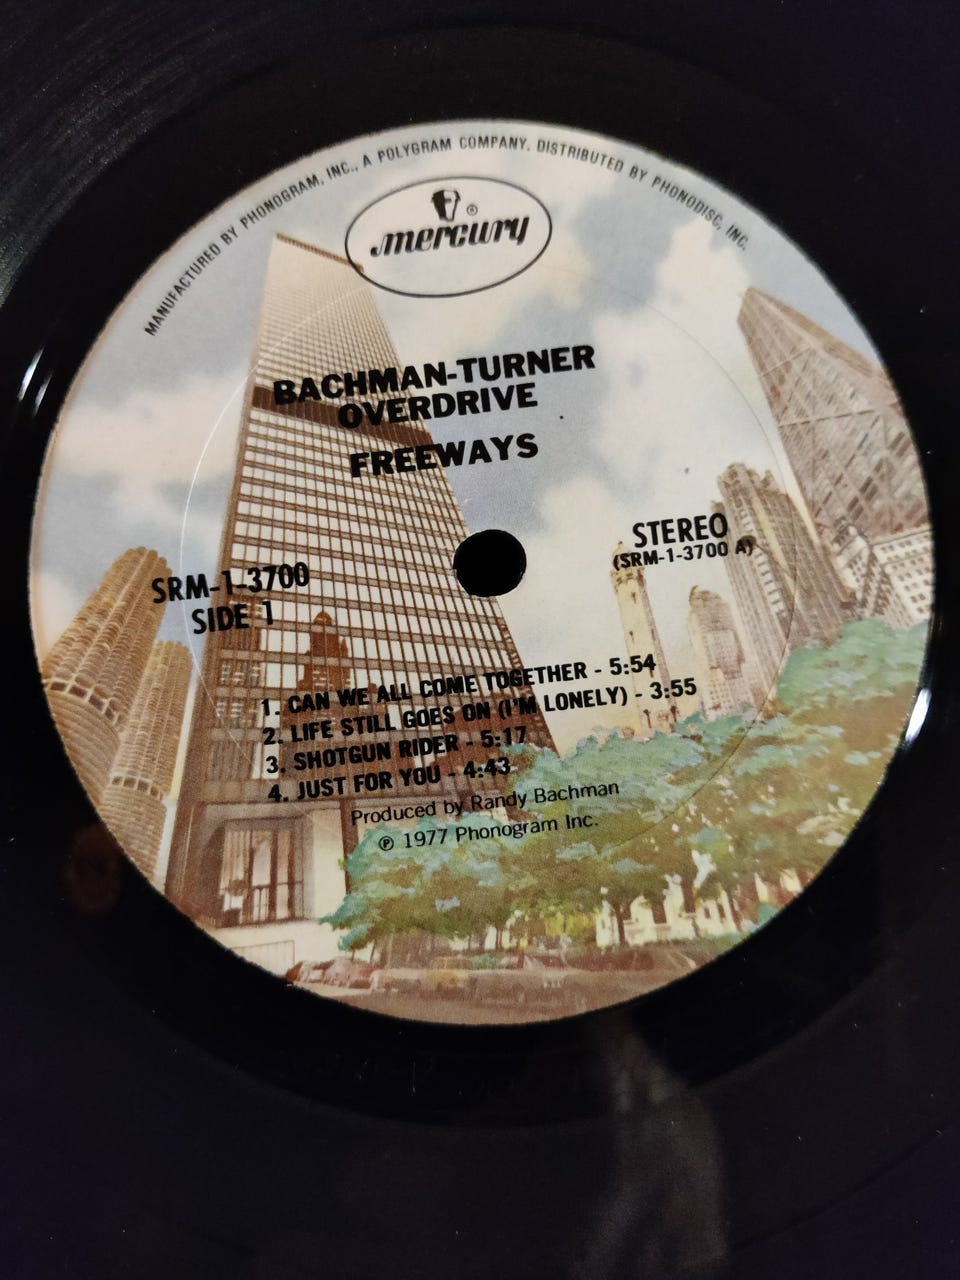 MANUFACTURED BY PHONOGRAM, INC., A POLYGRAM COMPANY. DISTRIBUTED BY PHONODISC, INC.
mercury ®
BACHMAN-TURNER
OVERDRIVE
FREEWAYS
STEREO
(SRM-1-3700 A)
SRM-1-3700
SIDE 1
1. CAN WE ALL COME TOGETHER - 5:54
2. LIFE STILL GOES ON (I'M LONELY) - 3:55
3. SHOTGUN RIDER - 5:17
4. JUST FOR YOU - 4:43
Produced by Randy Bachman
℗ 1977 Phonogram Inc.